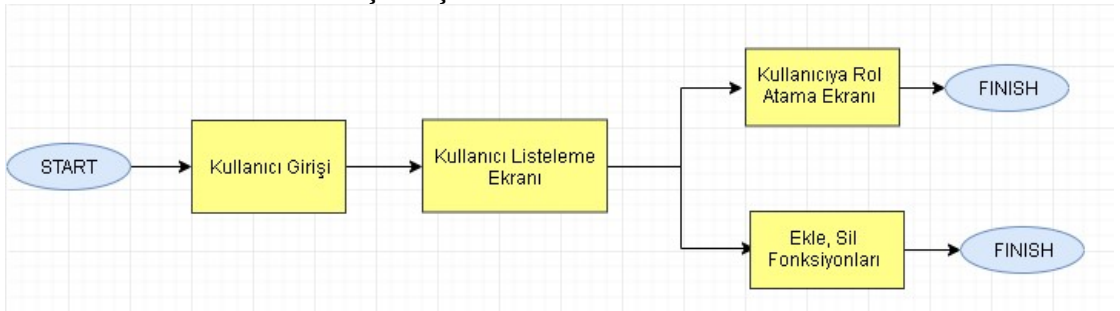 START
Kullanıcı Girişi
Kullanıcı Listeleme
Ekranı
Kullanıcıya Rol
Atama Ekranı
FINISH
Ekle, Sil
Fonksiyonları
FINISH